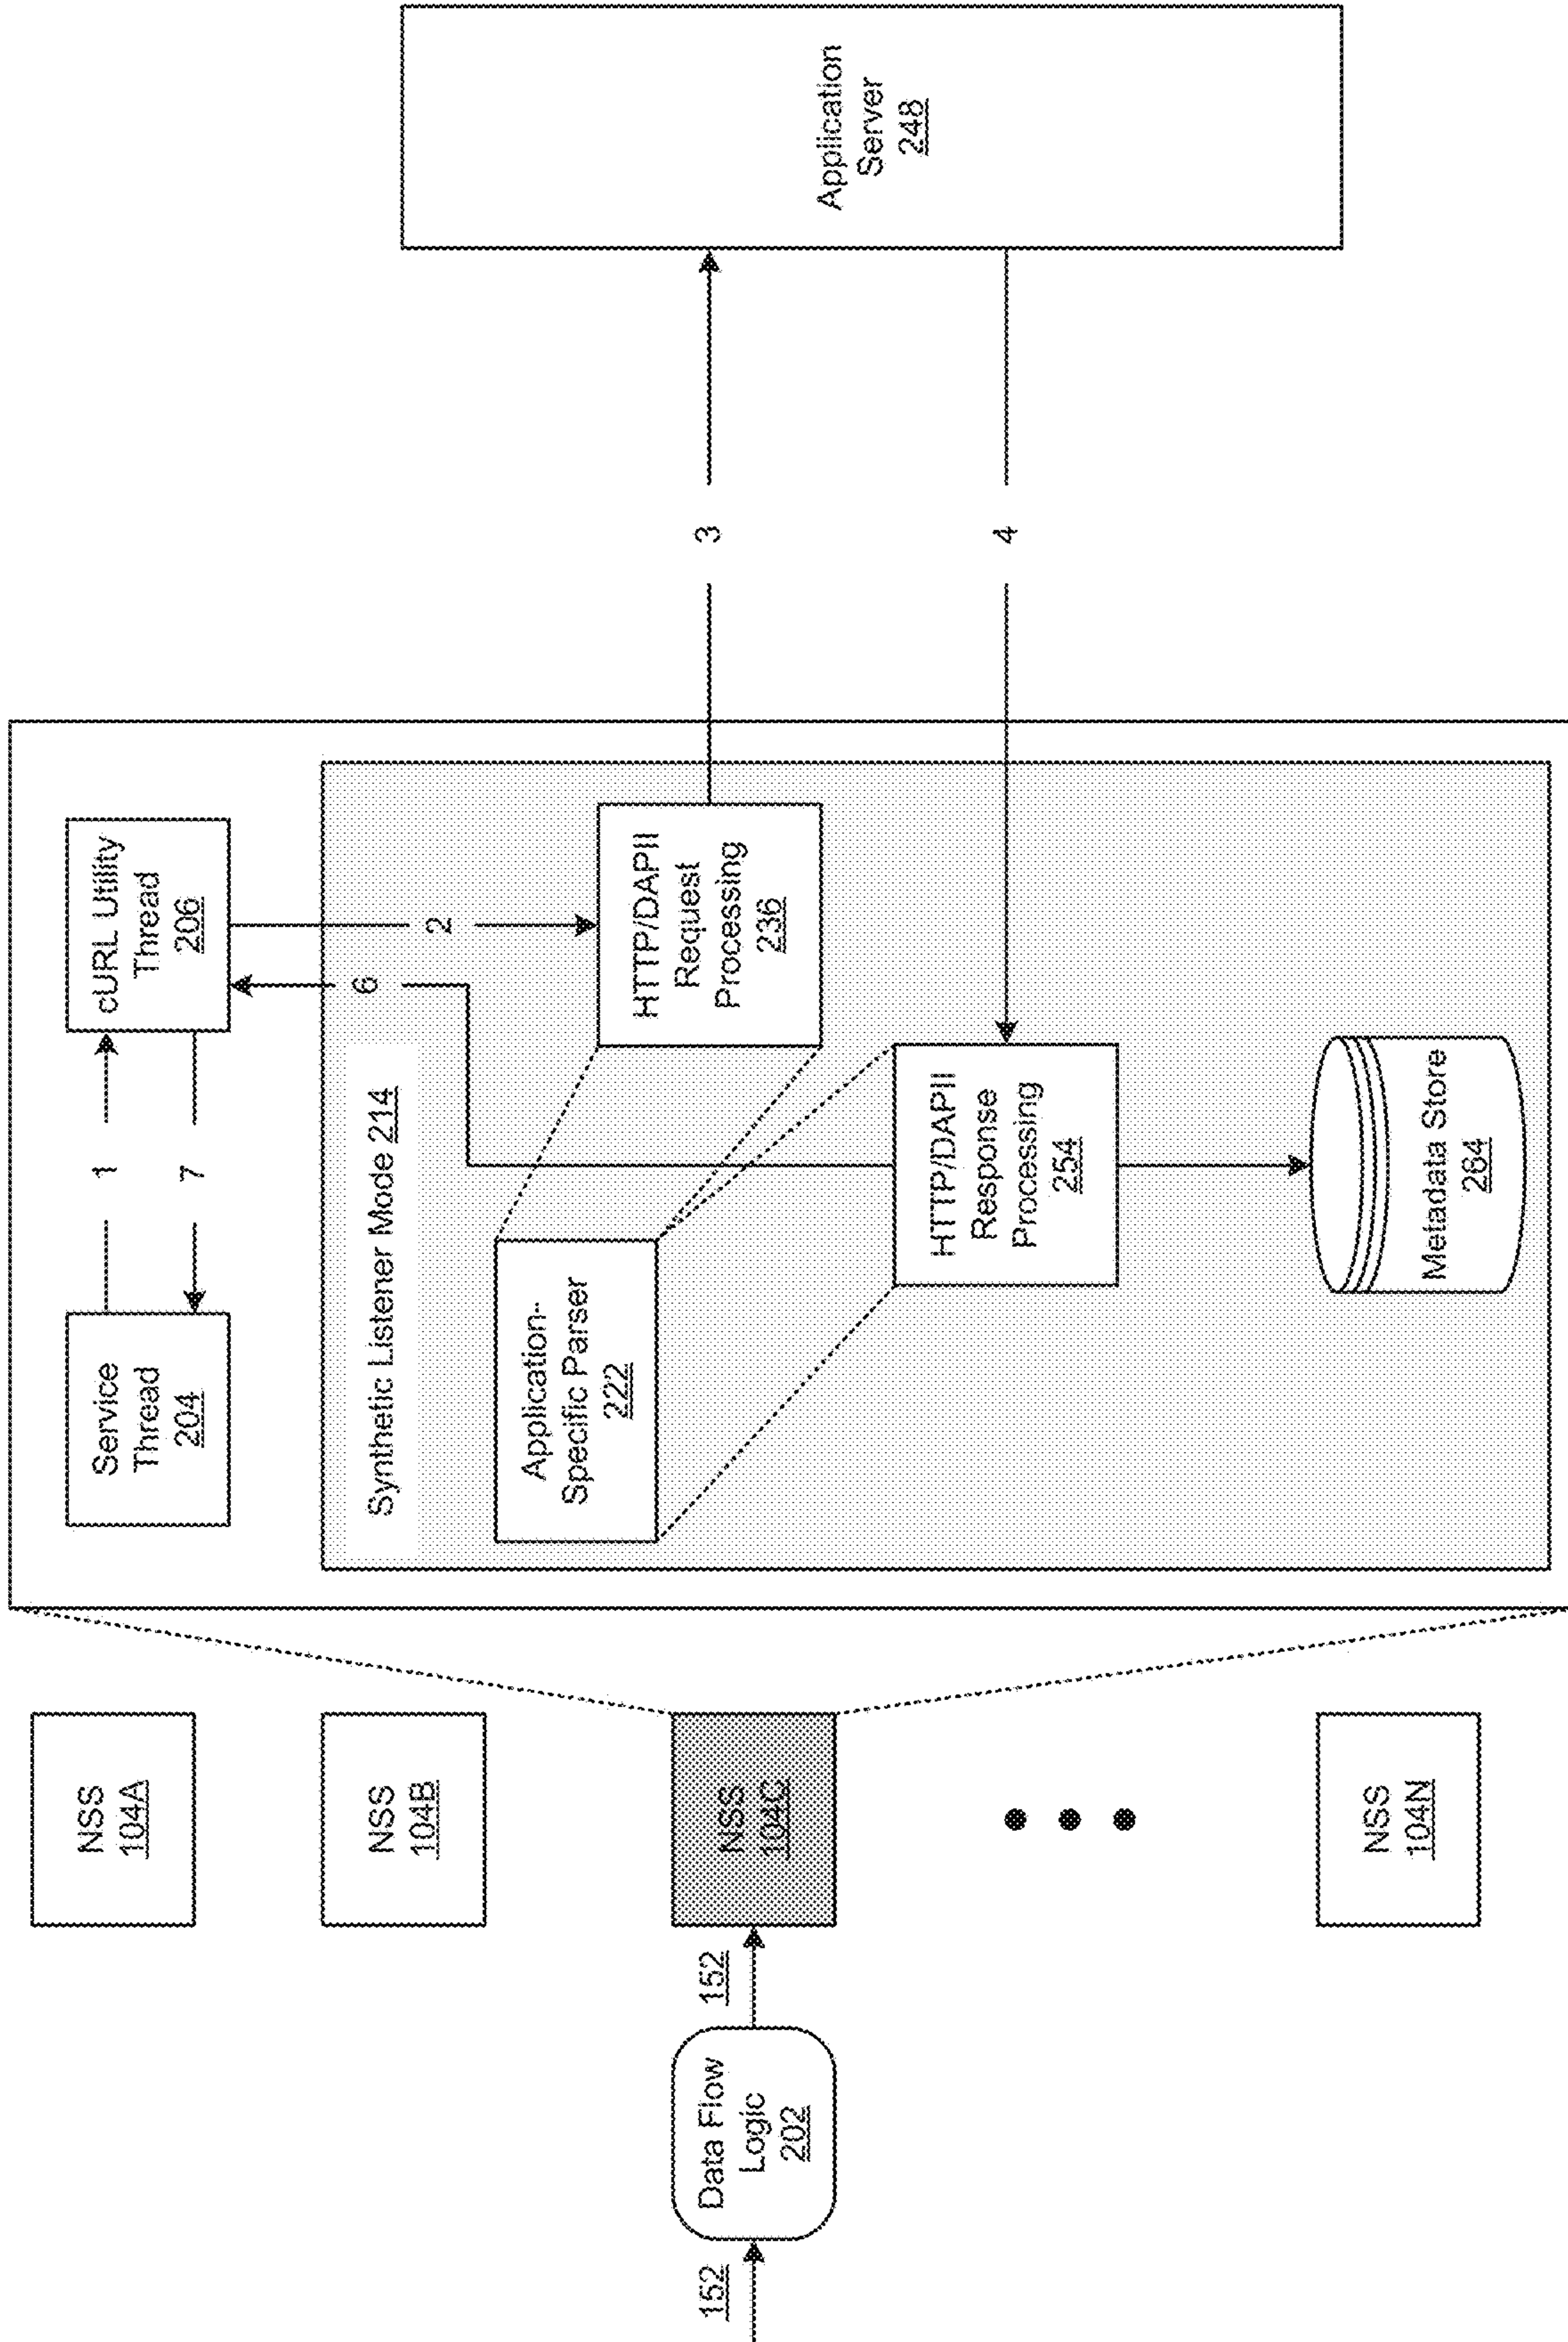 152
Data Flow
Logic
202
152
NSS
104A
NSS
104B
NSS
104C
NSS
104N
Service
Thread
204
1
7
cURL Utility
Thread
206
Synthetic Listener Mode 214
6
2
Application-
Specific Parser
222
HTTP/DAPII
Request
Processing
236
HTTP/DAPII
Response
Processing
254
Metadata Store
264
3
4
Application
Server
248